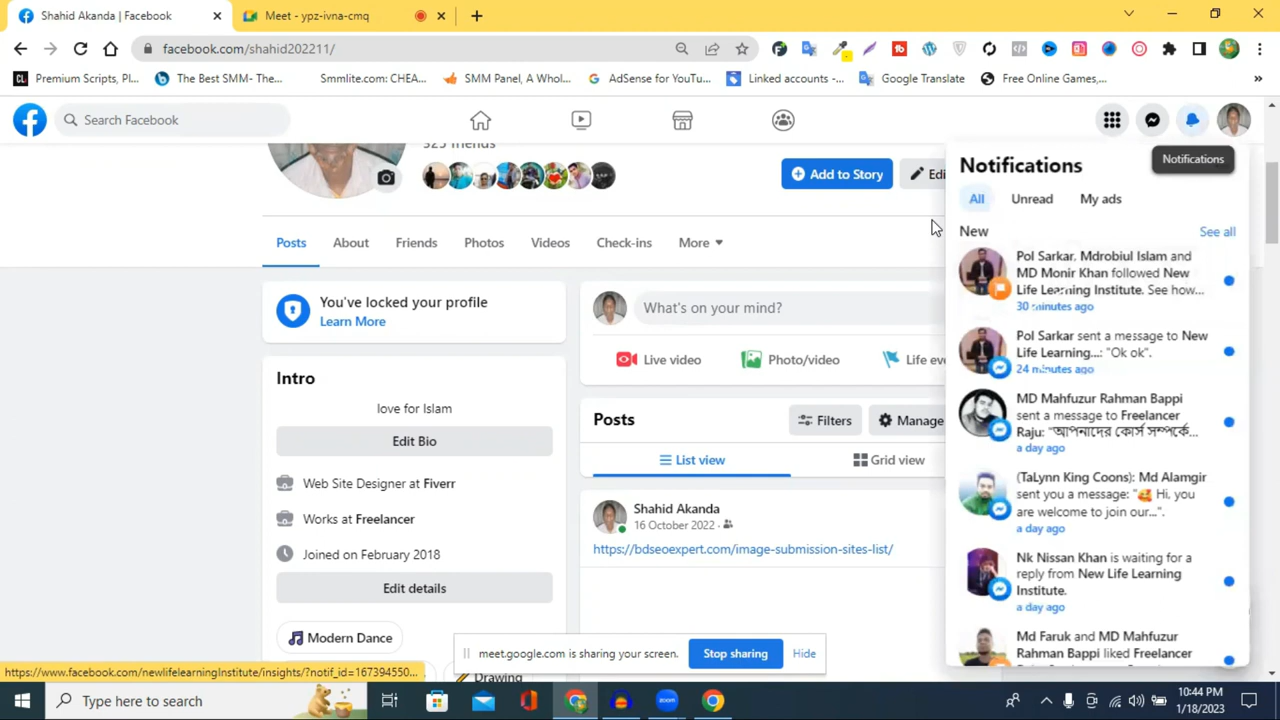 Shahid Akanda | Facebook
Meet - ypz-ivna-cmq
facebook.com/shahid202211/
Premium Scripts, Pl...
The Best SMM- The...
Smmlite.com: CHEA...
SMM Panel, A Whol...
AdSense for YouTu...
Linked accounts -...
Google Translate
Free Online Games,...
Search Facebook
Notifications
Notifications
All
Unread
My ads
New
See all
Pol Sarkar, Mdrobiul Islam and
MD Monir Khan followed New
Life Learning Institute. See how...
30 minutes ago
Pol Sarkar sent a message to New
Life Learning...: "Ok ok".
24 minutes ago
MD Mahfuzur Rahman Bappi
sent a message to Freelancer
Raju: "আপনাদের কোর্স সম্পর্কে...
a day ago
(TaLynn King Coons): Md Alamgir
sent you a message: "🥰 Hi, you
are welcome to join our...".
a day ago
Nk Nissan Khan is waiting for a
reply from New Life Learning
Institute.
a day ago
Md Faruk and MD Mahfuzur
Rahman Bappi liked Freelancer
friends
Add to Story
Edi
Posts
About
Friends
Photos
Videos
Check-ins
More
You've locked your profile
Learn More
Intro
love for Islam
Edit Bio
Web Site Designer at Fiverr
Works at Freelancer
Joined on February 2018
Edit details
Modern Dance
Drawing
What's on your mind?
Live video
Photo/video
Life eve
Posts
Filters
Manage
List view
Grid view
Shahid Akanda
16 October 2022
https://bdseoexpert.com/image-submission-sites-list/
meet.google.com is sharing your screen.
Stop sharing
Hide
https://www.facebook.com/newlifelearningInstitute/insights/?notif_id=167394550...
Type here to search
zoom
10:44 PM
1/18/2023